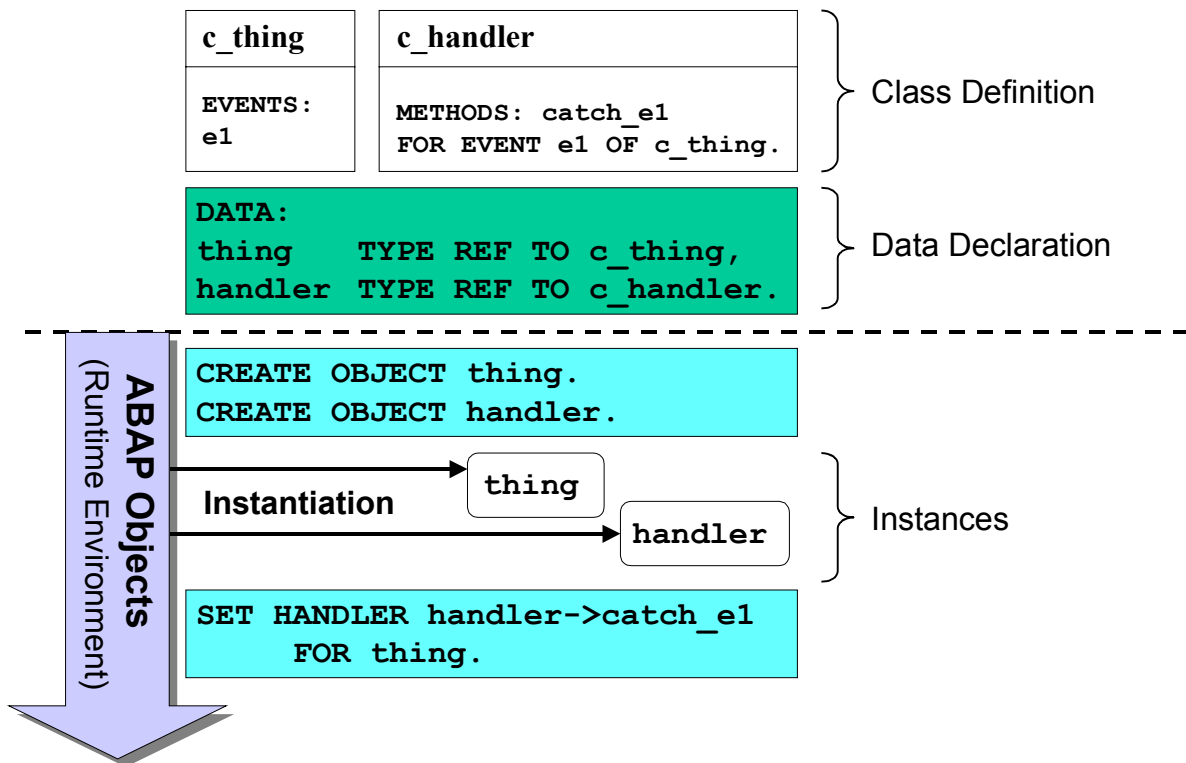 c_thing
c_handler
EVENTS:
e1
METHODS: catch_e1
FOR EVENT e1 OF c_thing.
Class Definition
DATA:
thing TYPE REF TO c_thing,
handler TYPE REF TO c_handler.
Data Declaration
ABAP Objects
(Runtime Environment)
CREATE OBJECT thing.
CREATE OBJECT handler.
Instantiation
thing
handler
Instances
SET HANDLER handler->catch_e1
FOR thing.